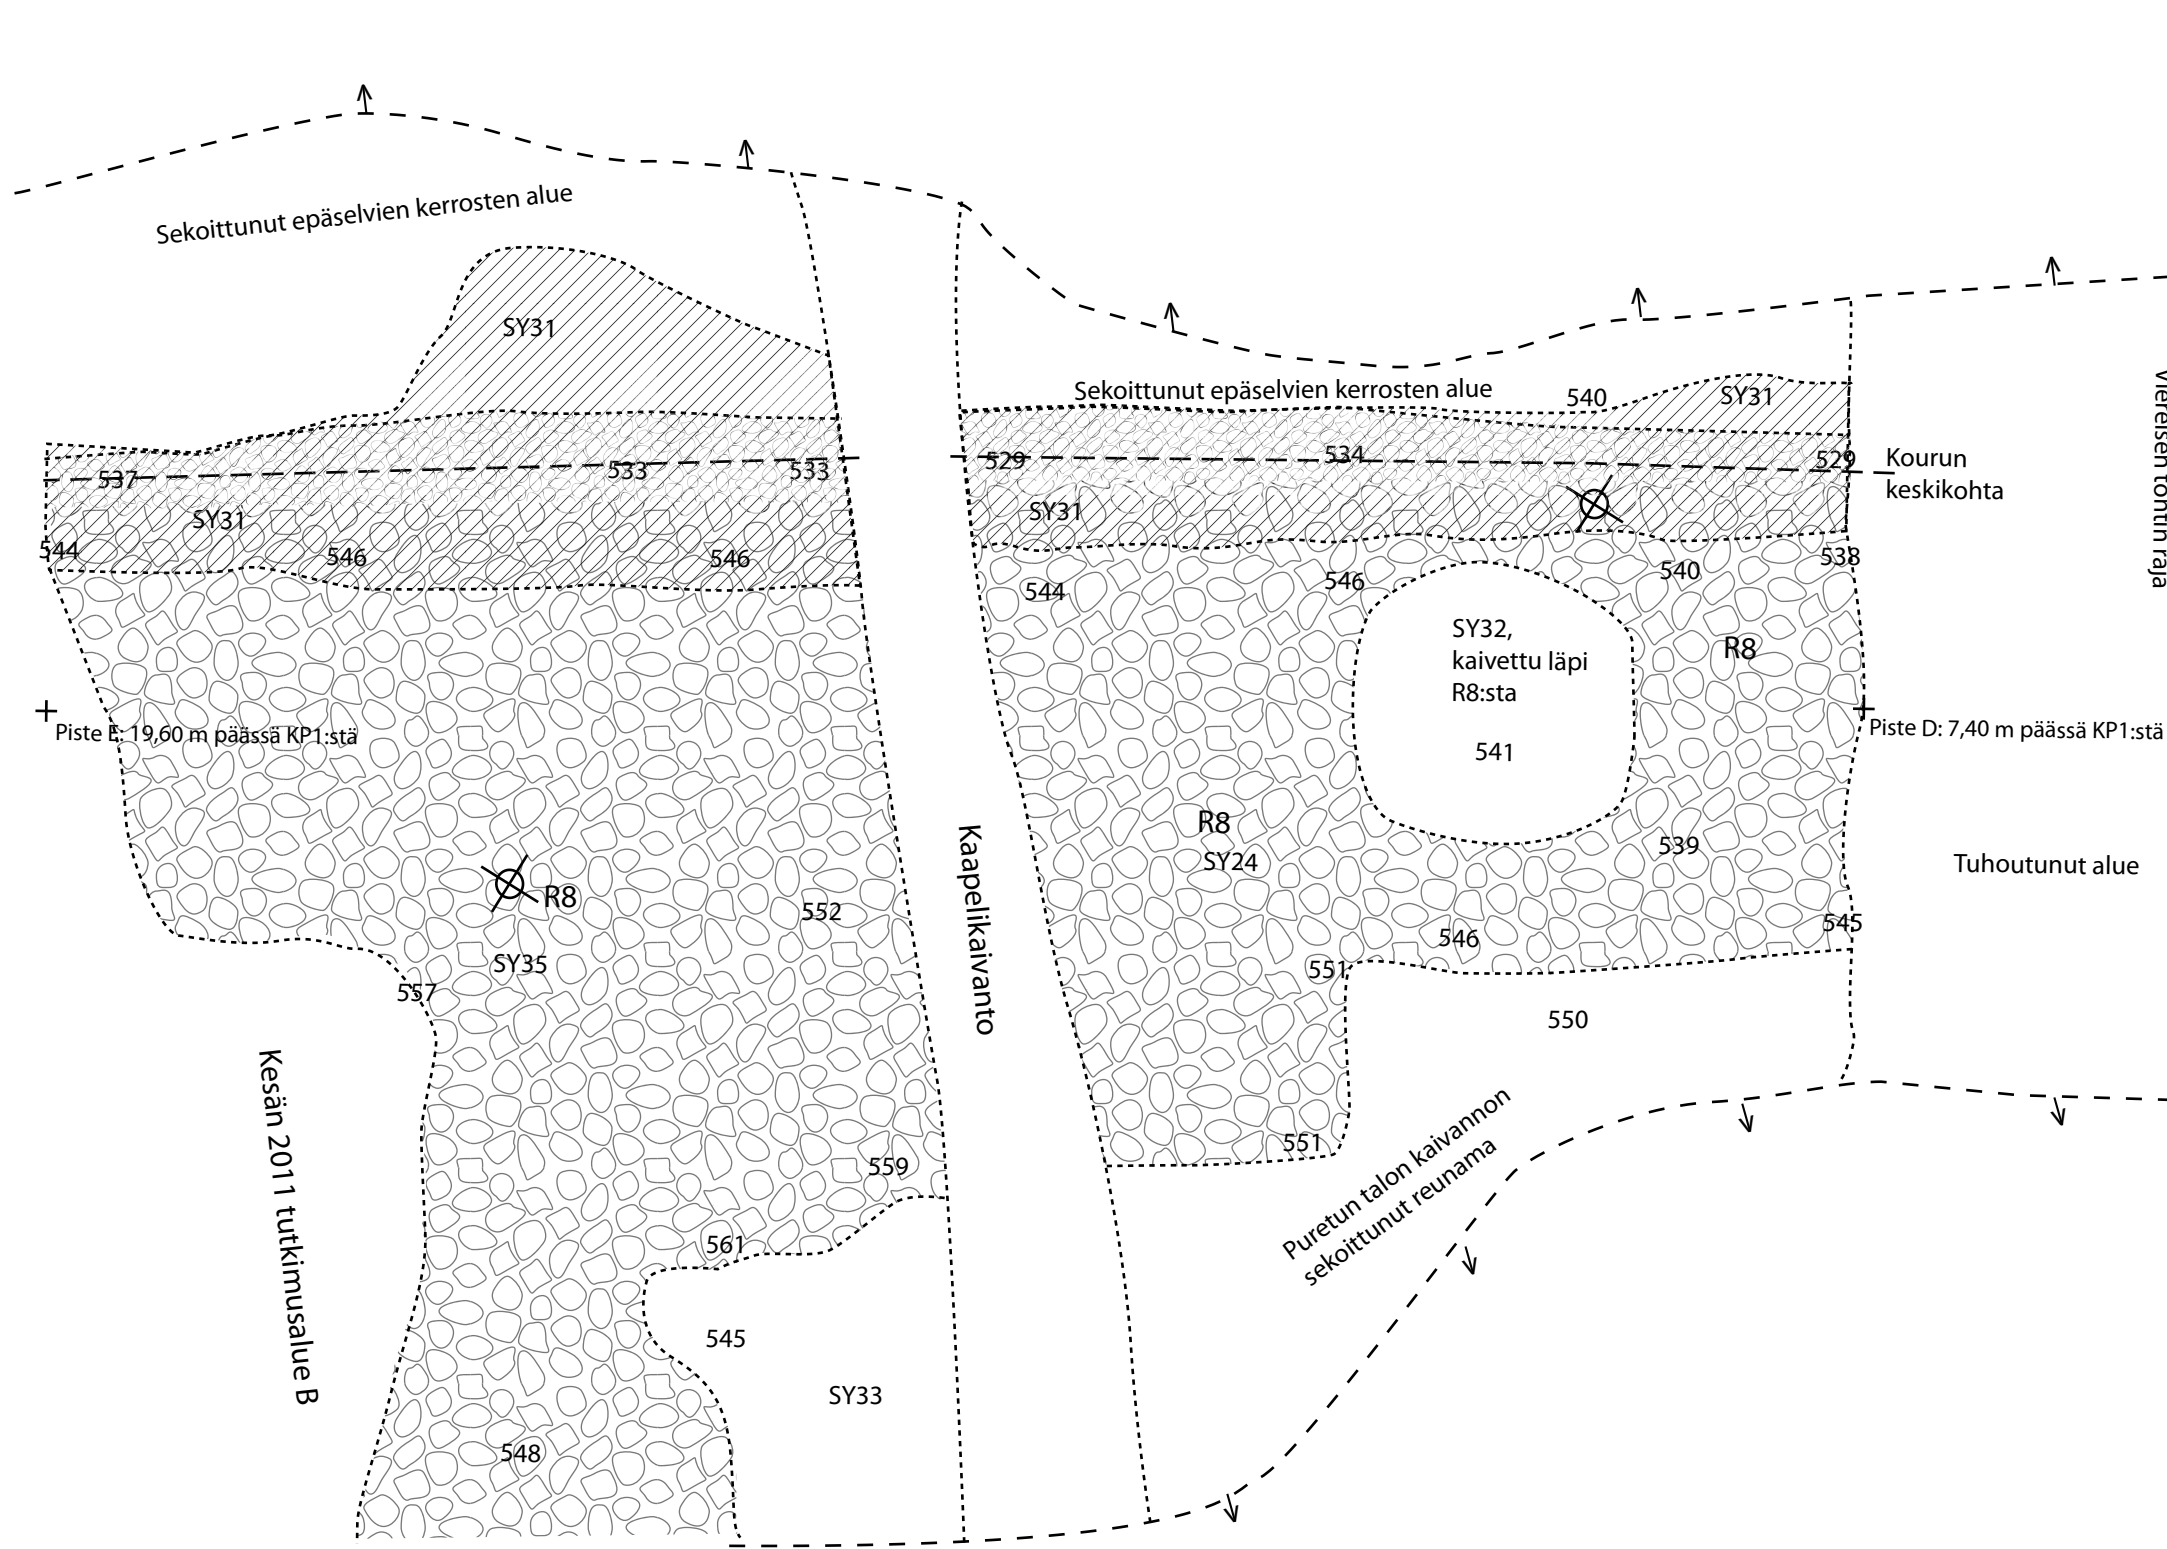 Sekoittunut epäselvien kerrosten alue
SY31
Sekoittunut epäselvien kerrosten alue
540
SY31
537
533
533
529
534
529
Kourun
keskikohta
Viereisen tontin raja
SY31
SY31
544
546
546
544
546
540
538
SY32,
kaivettu läpi
R8:sta
541
R8
Piste E: 19,60 m päässä KP1:stä
Piste D: 7,40 m päässä KP1:stä
R8
SY24
539
Tuhoutunut alue
R8
552
SY35
557
Kaapelikaivanto
546
545
551
550
Kesän 2011 tutkimusalue B
551
559
Puretun talon kaivannon
sekoittunut reunama
561
545
SY33
548